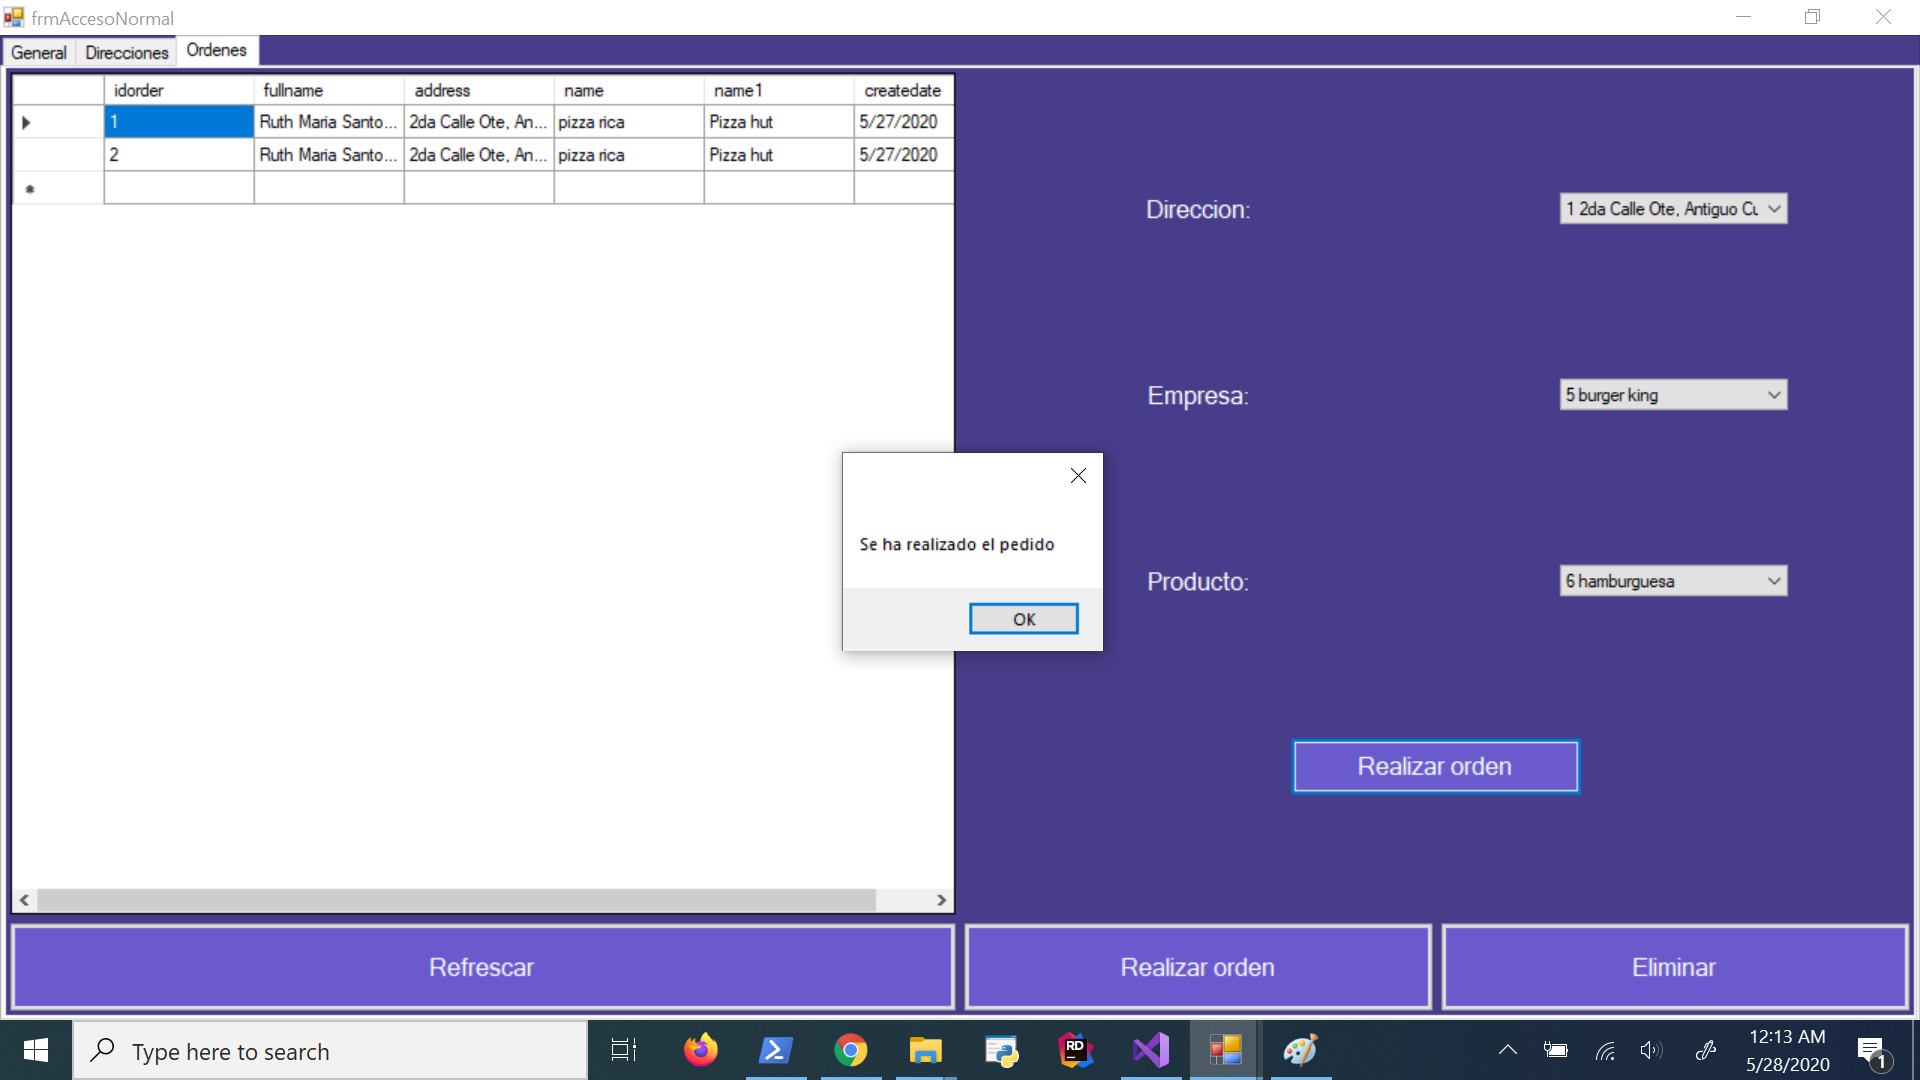 frmAccesoNormal
General Direcciones Ordenes
idorder fullname address name name1 createdate
1 Ruth Maria Santo... 2da Calle Ote, An... pizza rica Pizza hut 5/27/2020
2 Ruth Maria Santo... 2da Calle Ote, An... pizza rica Pizza hut 5/27/2020
Direccion: 1 2da Calle Ote, Antiguo Cu
Empresa: 5 burger king
Producto: 6 hamburguesa
Realizar orden
Se ha realizado el pedido
OK
Refrescar Realizar orden Eliminar
Type here to search
RD
12:13 AM
5/28/2020
1